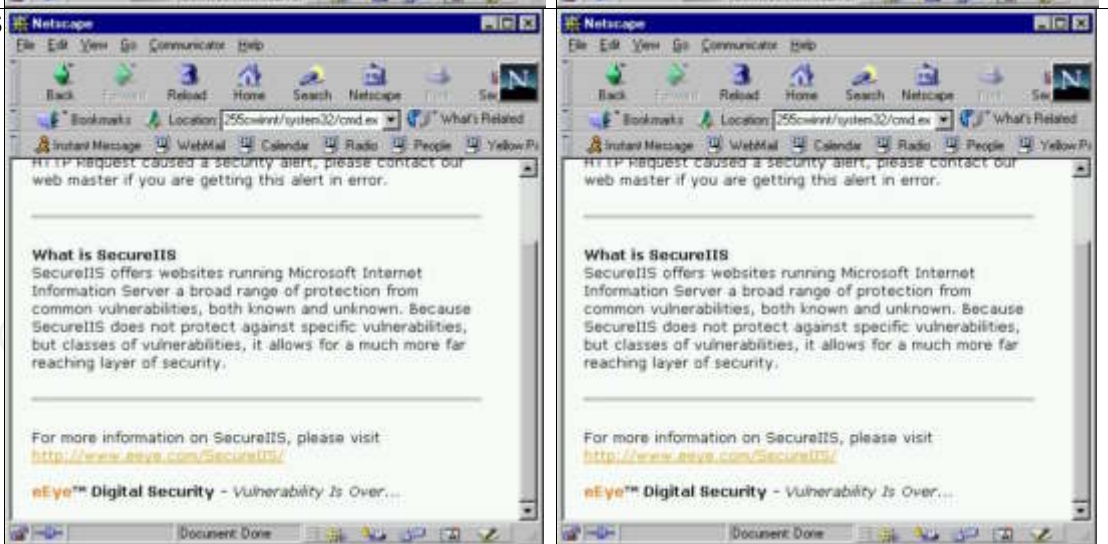 Netscape
File Edit View Go Communicator Help
Back Reload Home Search Netscape
Bookmarks Location: 255cwinnt/system32/cmd.ex What's Related
Instant Message WebMail Calendar Radio People Yellow
HTTP Request caused a security alert, please contact our
web master if you are getting this alert in error.
What is SecureIIS
SecureIIS offers websites running Microsoft Internet
Information Server a broad range of protection from
common vulnerabilities, both known and unknown. Because
SecureIIS does not protect against specific vulnerabilities,
but classes of vulnerabilities, it allows for a much more far
reaching layer of security.
For more information on SecureIIS, please visit
http://www.eeye.com/SecureIIS/
eEye™ Digital Security - Vulnerability Is Over...
Document: Done
Netscape
File Edit View Go Communicator Help
Back Reload Home Search Netscape
Bookmarks Location: 255cwinnt/system32/cmd.ex What's Related
Instant Message WebMail Calendar Radio People Yellow
HTTP Request caused a security alert, please contact our
web master if you are getting this alert in error.
What is SecureIIS
SecureIIS offers websites running Microsoft Internet
Information Server a broad range of protection from
common vulnerabilities, both known and unknown. Because
SecureIIS does not protect against specific vulnerabilities,
but classes of vulnerabilities, it allows for a much more far
reaching layer of security.
For more information on SecureIIS, please visit
http://www.eeye.com/SecureIIS/
eEye™ Digital Security - Vulnerability Is Over...
Document: Done